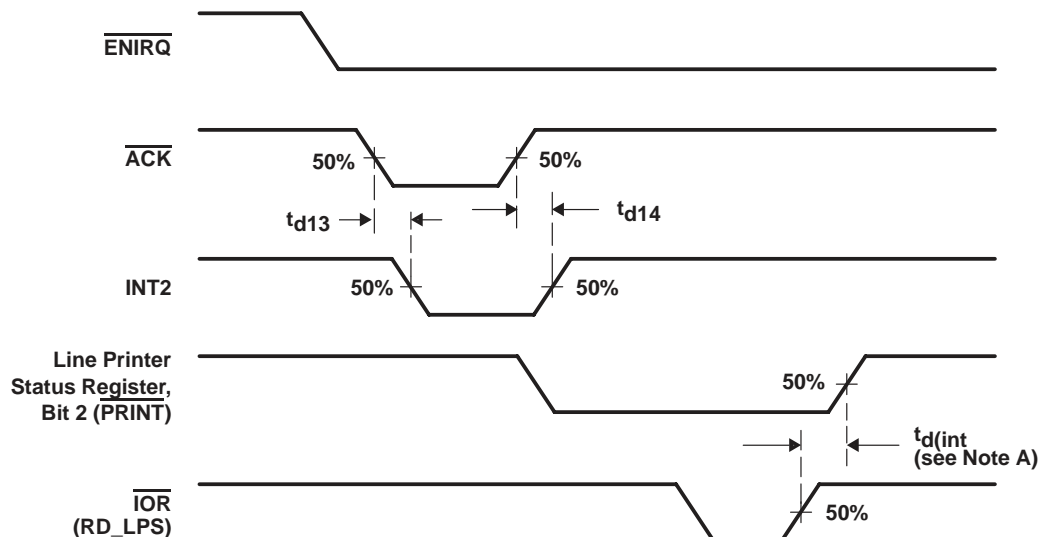 ENIRQ
ACK
50%
50%
td13
td14
INT2
50%
50%
Line Printer
Status Register,
Bit 2 (PRINT)
50%
td(int
(see Note A)
IOR
(RD_LPS)
50%